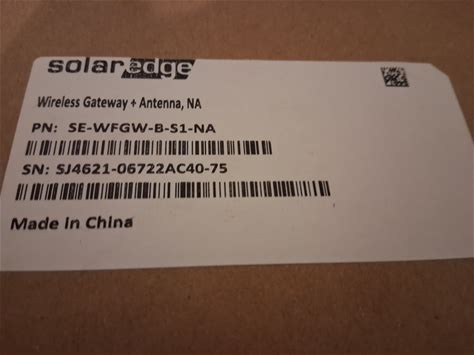 solaredge
Wireless Gateway + Antenna, NA
PN: SE-WFGW-B-S1-NA
SN: SJ4621-06722AC40-75
Made in China